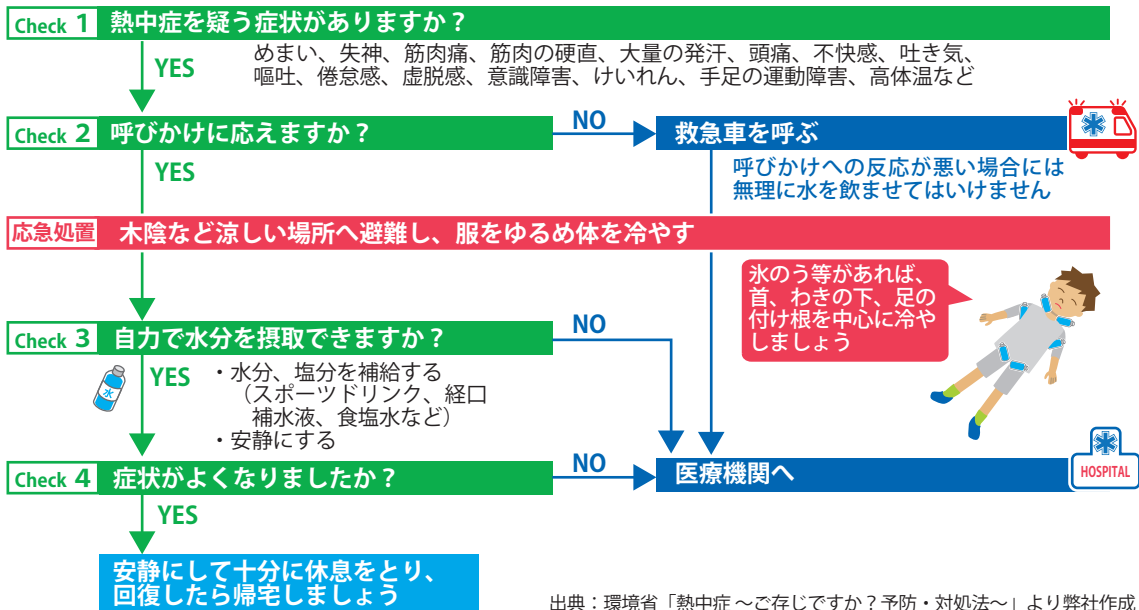 Check 1 熱中症を疑う症状がありますか？
YES
めまい、失神、筋肉痛、筋肉の硬直、大量の発汗、頭痛、不快感、吐き気、
嘔吐、倦怠感、虚脱感、意識障害、けいれん、手足の運動障害、高体温など
Check 2 呼びかけに応えますか？
NO
救急車を呼ぶ
YES
呼びかけへの反応が悪い場合には
無理に水を飲ませてはいけません
応急処置 木陰など涼しい場所へ避難し、服をゆるめ体を冷やす
氷のう等があれば、
首、わきの下、足の
付け根を中心に冷や
しましょう
Check 3 自力で水分を摂取できますか？
NO
水
YES
・水分、塩分を補給する
（スポーツドリンク、経口
補水液、食塩水など）
・安静にする
Check 4 症状がよくなりましたか？
NO
医療機関へ
HOSPITAL
YES
安静にして十分に休息をとり、
回復したら帰宅しましょう
出典：環境省「熱中症 ～ご存じですか？予防・対処法～」より弊社作成